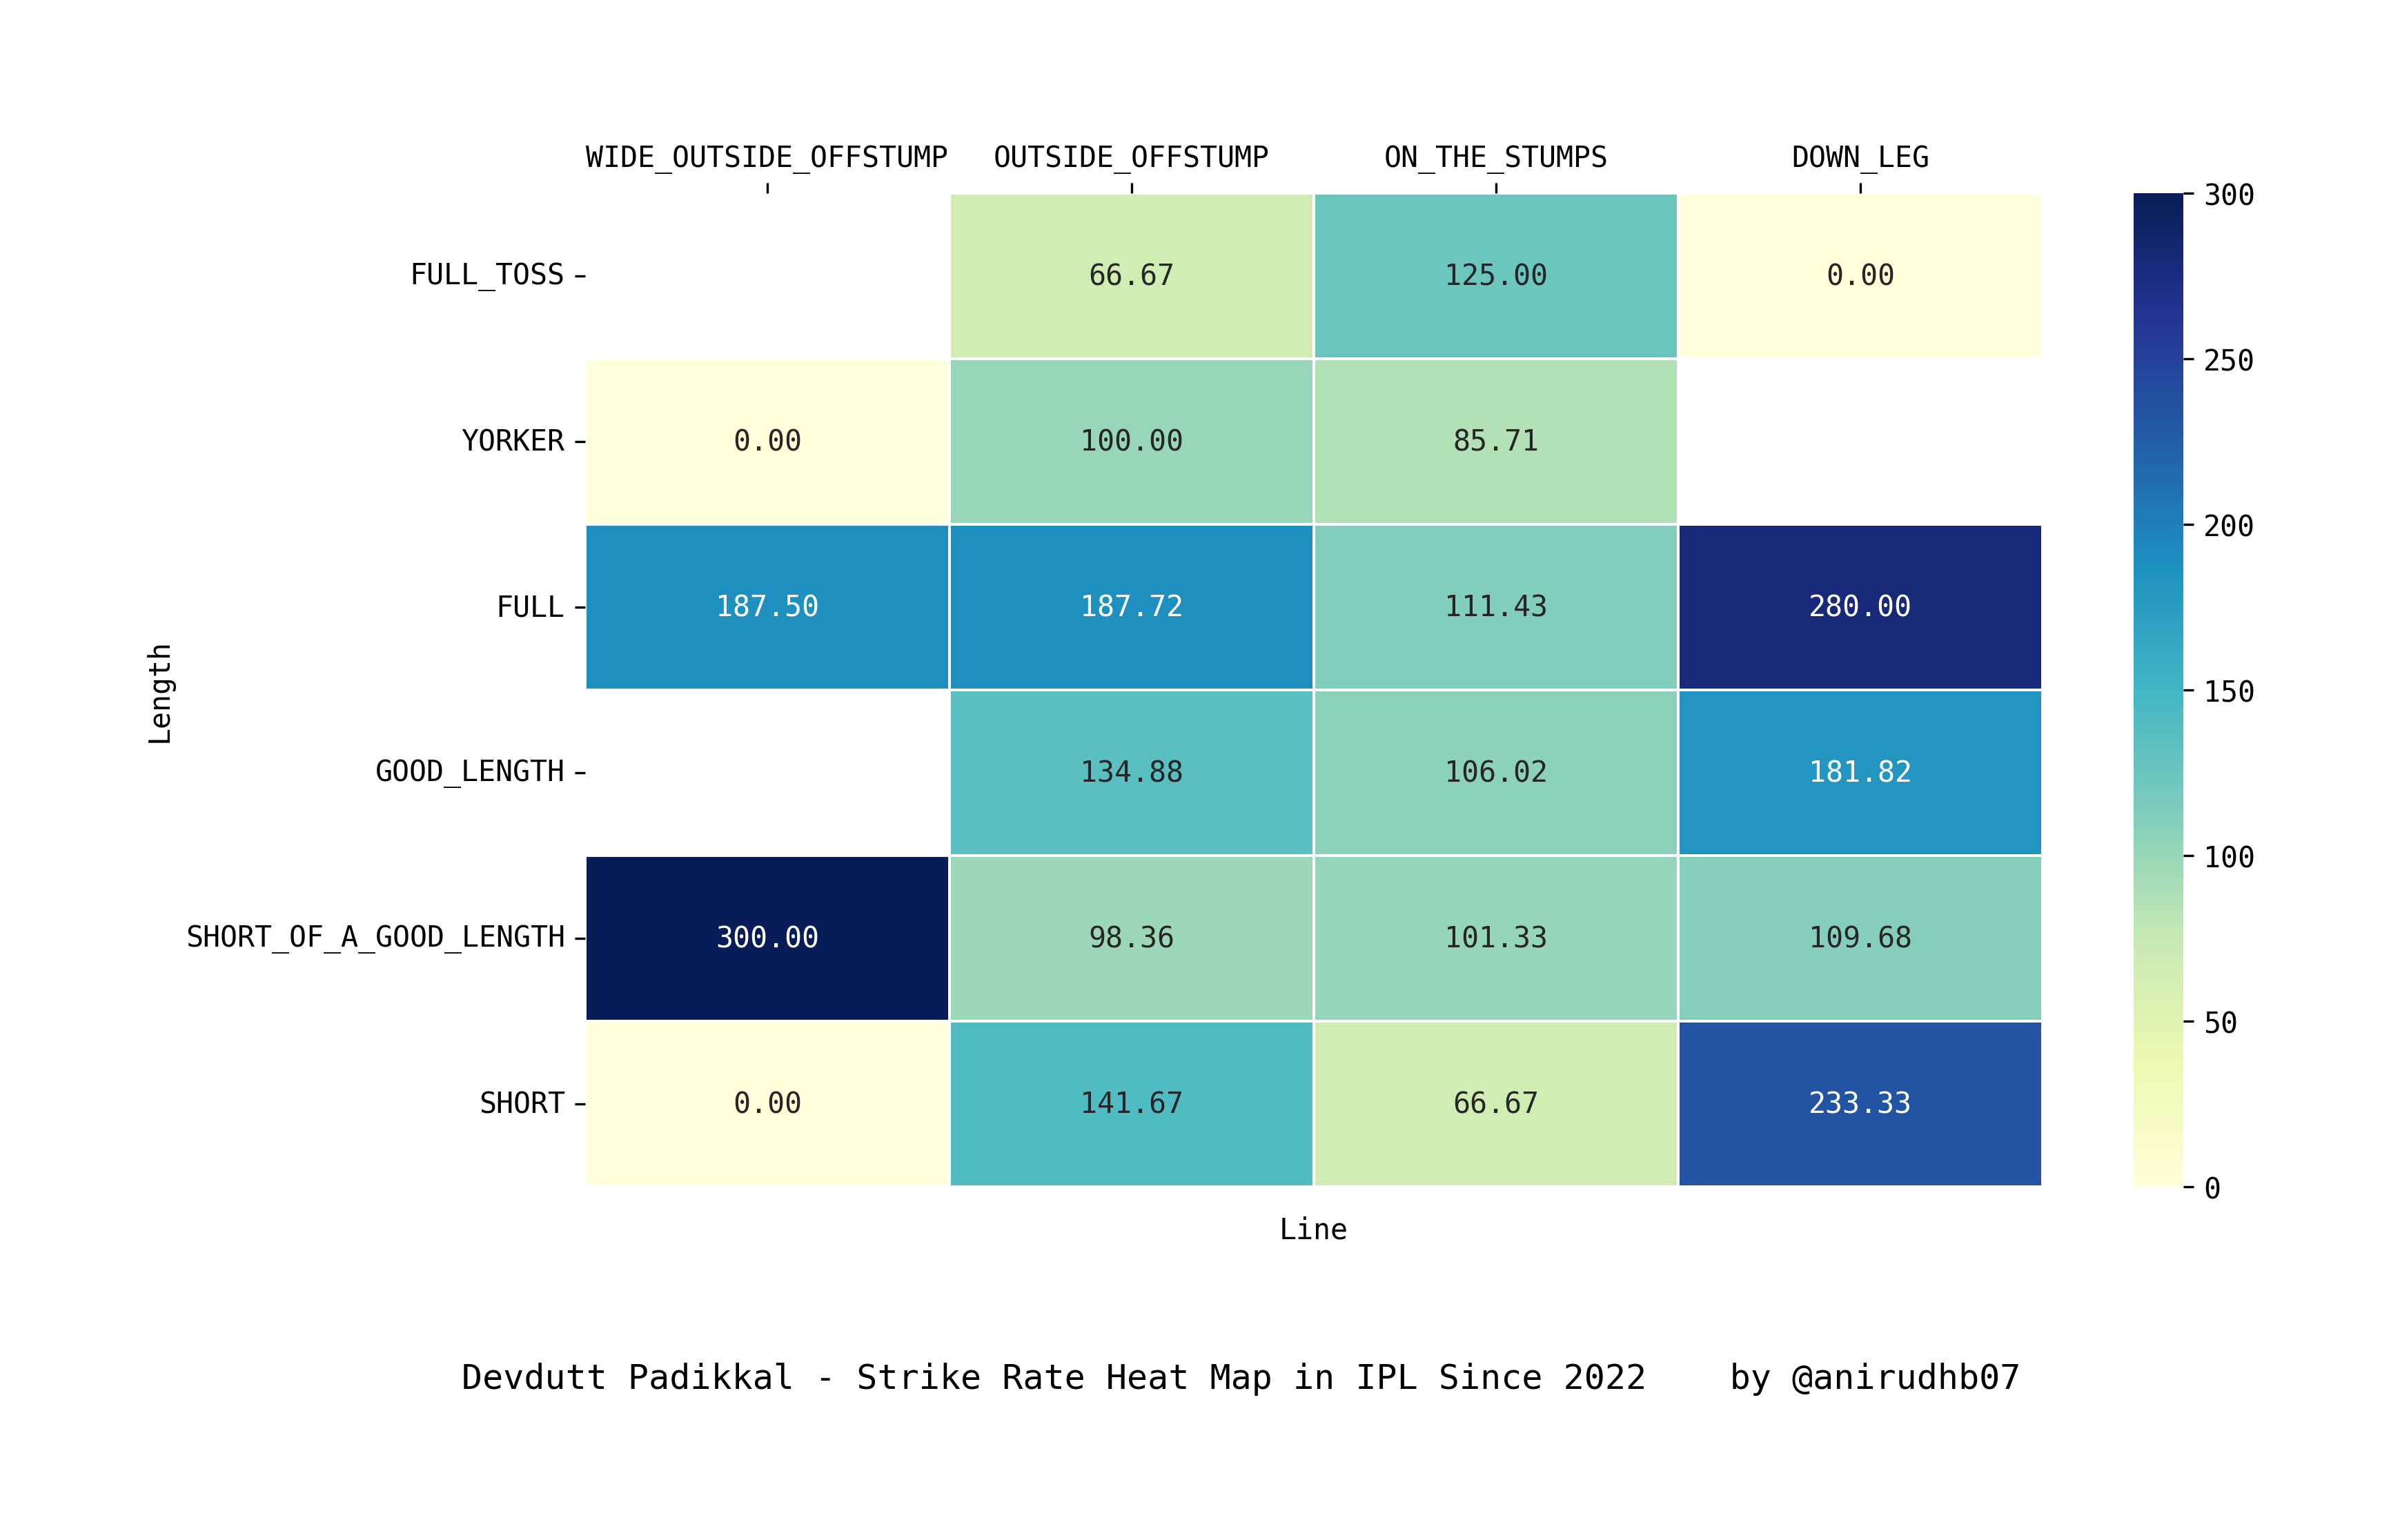 WIDE_OUTSIDE_OFFSTUMP OUTSIDE_OFFSTUMP ON_THE_STUMPS DOWN_LEG
FULL_TOSS 66.67 125.00 0.00
YORKER 0.00 100.00 85.71
FULL 187.50 187.72 111.43 280.00
GOOD_LENGTH 134.88 106.02 181.82
SHORT_OF_A_GOOD_LENGTH 300.00 98.36 101.33 109.68
SHORT 0.00 141.67 66.67 233.33
Length
Line
300
250
200
150
100
50
0
Devdutt Padikkal - Strike Rate Heat Map in IPL Since 2022 by @anirudhb07